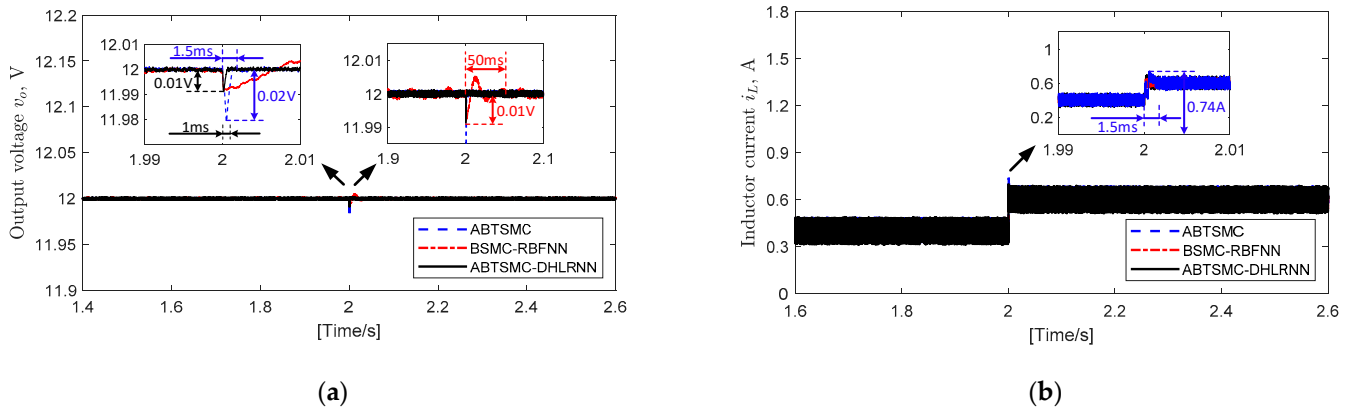 12.2
12.15
12.1
12.05
12
11.95
11.9
Output voltage v_o, V
12.01
12
11.99
11.98
1.5ms
0.01V
0.02V
1ms
1.99
2
2.01
12.01
12
11.99
50ms
0.01V
1.9
2
2.1
ABTSMC
BSMC-RBFNN
ABTSMC-DHLRNN
1.4
1.6
1.8
2
2.2
2.4
2.6
[Time/s]
(a)
1.8
1.5
1.2
0.9
0.6
0.3
0
Inductor current i_L, A
1
0.6
0.2
1.5ms
0.74A
1.99
2
2.01
ABTSMC
BSMC-RBFNN
ABTSMC-DHLRNN
1.6
1.8
2
2.2
2.4
2.6
[Time/s]
(b)